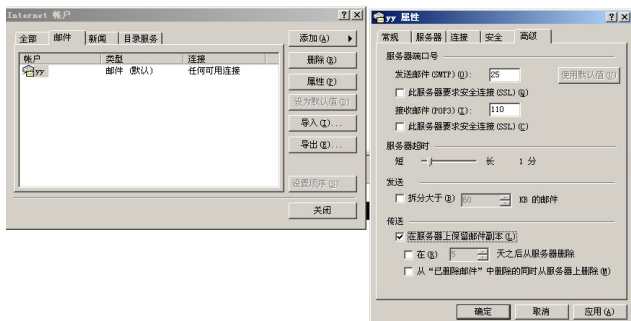 Internet 帐户
全部 邮件 新闻 目录服务
帐户 类型 连接
yy 邮件 (默认) 任何可用连接
添加(A)
删除(R)
属性(P)
设为默认值(D)
导入(I)...
导出(E)...
设置顺序(S)...
关闭
yy 属性
常规 服务器 连接 安全 高级
服务器端口号
发送邮件(SMTP)(O): 25 使用默认值(U)
此服务器要求安全连接(SSL)(Q)
接收邮件(POP3)(I): 110
此服务器要求安全连接(SSL)(C)
服务器超时
短 长 1 分
发送
拆分大于(B) 60 KB 的邮件
传送
在服务器上保留邮件副本(L)
在(R) 5 天之后从服务器删除
从“已删除邮件”中删除的同时从服务器上删除(M)
确定 取消 应用(A)